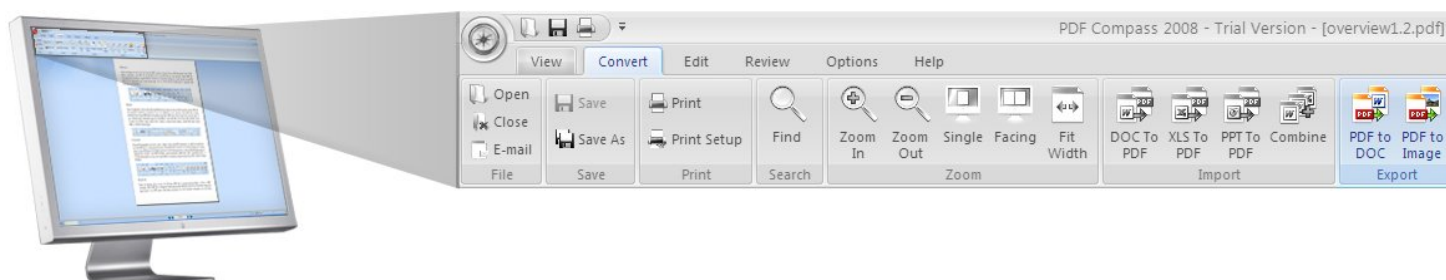 PDF Compass 2008 - Trial Version - [overview1.2.pdf]
View Convert Edit Review Options Help
Open Save Print Find Zoom In Zoom Out Single Facing Fit Width DOC To PDF XLS To PDF PPT To PDF Combine PDF to DOC PDF to Image
Close Save As Print Setup
E-mail
File Save Print Search Zoom Import Export